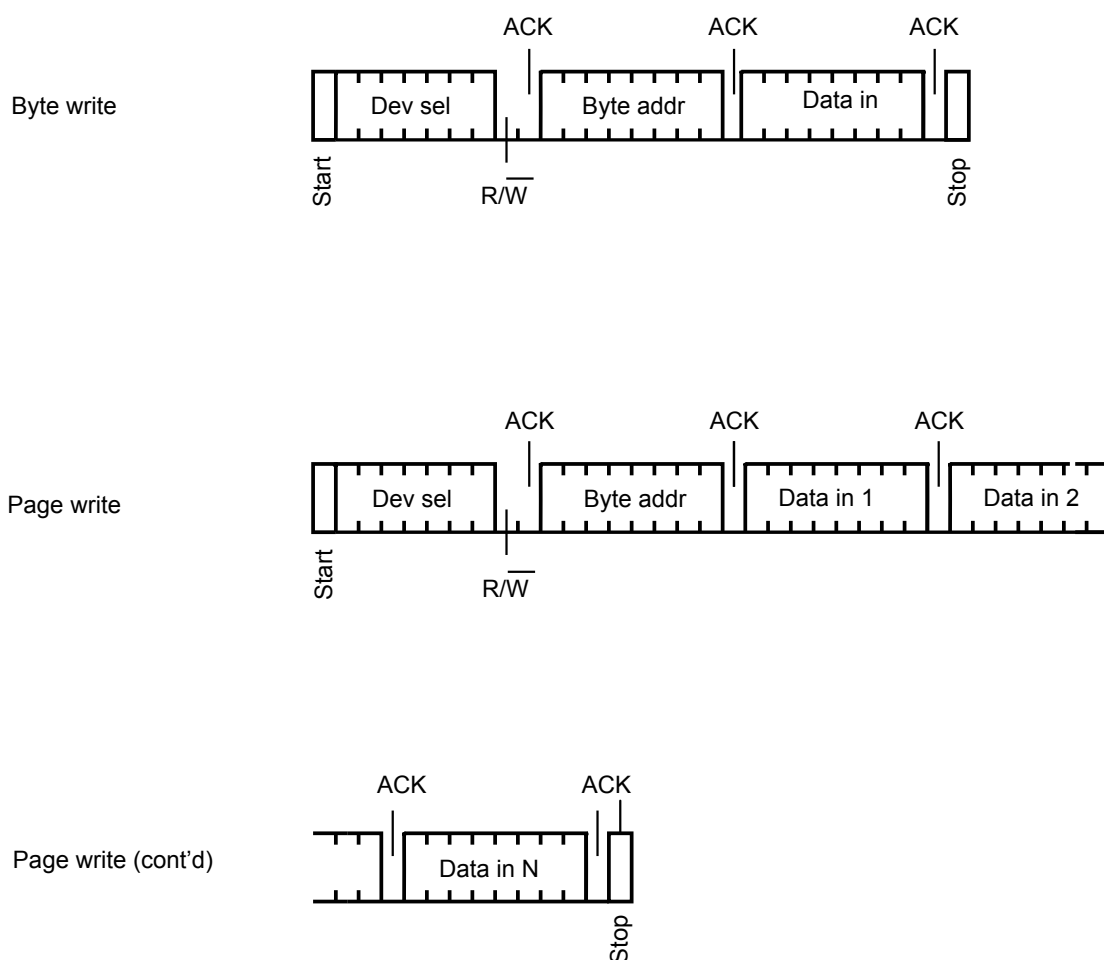 ACK ACK ACK
Byte write
Dev sel Byte addr Data in
Start R/W Stop
ACK ACK ACK
Page write
Dev sel Byte addr Data in 1 Data in 2
Start R/W
ACK ACK
Page write (cont'd)
Data in N
Stop